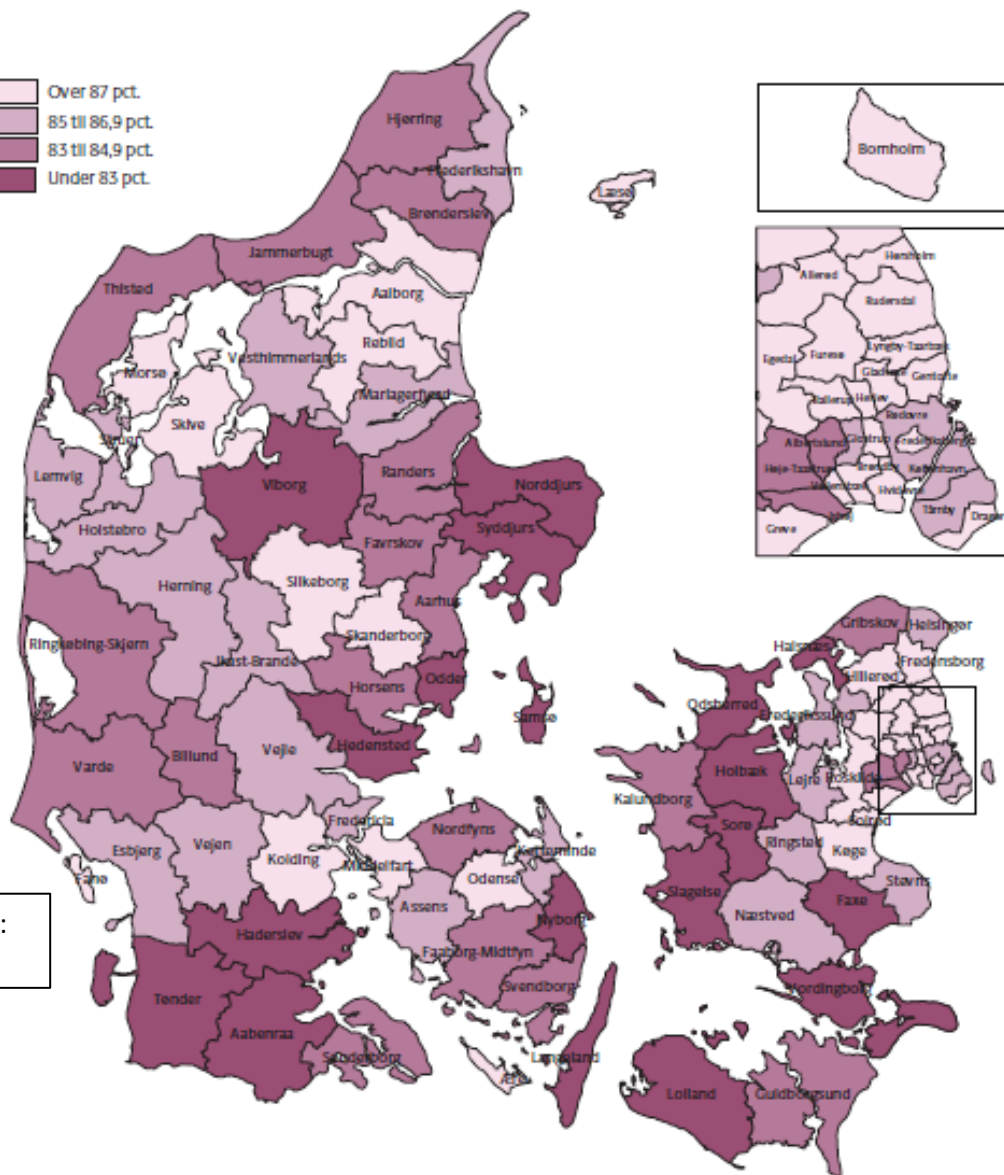 Over 87 pct.
85 til 86,9 pct.
83 til 84,9 pct.
Under 83 pct.
Hjørring
Frederikshavn
Læsø
Brønderslev
Jammerbugt
Thisted
Aalborg
Rebild
Vesthimmerlands
Morsø
Mariagerfjord
Skive
Struer
Lemvig
Viborg
Randers
Norddjurs
Holstebro
Syddjurs
Favrskov
Herning
Silkeborg
Aarhus
Skanderborg
Ringkøbing-Skjern
Ikast-Brande
Horsens
Odder
Samsø
Hedensted
Vejle
Billund
Varde
Fredericia
Nordfyns
Kerteminde
Esbjerg
Vejen
Kolding
Middelfart
Odense
Fanø
Assens
Nyborg
:
Haderslev
Faaborg-Midtfyn
Svendborg
Tønder
Aabenraa
Sønderborg
Langeland
Ærø
Bornholm
Hørsholm
Allerød
Rudersdal
Lyngby-Taarbæk
Egedal
Furesø
Gladsaxe
Gentofte
Ballerup
Herlev
Rødovre
Albertslund
Glostrup
Frederiksberg
Høje-Taastrup
Brøndby
København
Vallensbæk
Hvidovre
Ishøj
Tårnby
Dragør
Greve
Gribskov
Helsingør
Halsnæs
Fredensborg
Hillerød
Odsherred
Frederikssund
Holbæk
Lejre
Roskilde
Kalundborg
Solrød
Sorø
Ringsted
Køge
Stevns
Slagelse
Faxe
Næstved
Vordingborg
Lolland
Guldborgsund